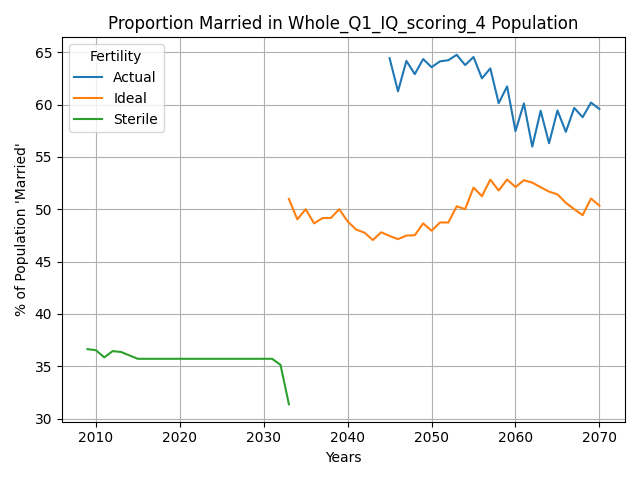 Proportion Married in Whole_Q1_IQ_scoring_4 Population
% of Population 'Married'
65
60
55
50
45
40
35
30
Fertility
Actual
Ideal
Sterile
2010 2020 2030 2040 2050 2060 2070
Years